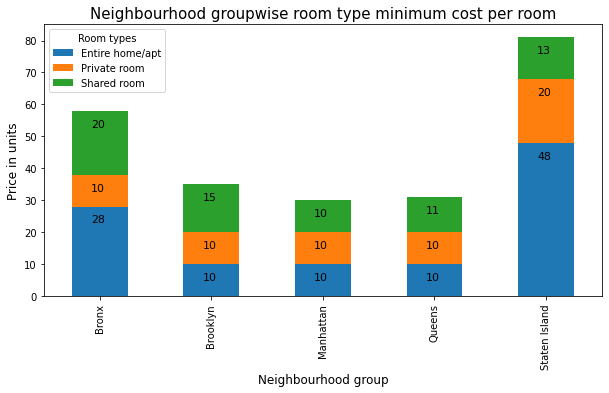 Neighbourhood groupwise room type minimum cost per room
Room types
Entire home/apt
Private room
Shared room
Price in units
80
70
60
50
40
30
20
10
0
20
10
28
15
10
10
10
10
10
11
10
10
13
20
48
Bronx
Brooklyn
Manhattan
Queens
Staten Island
Neighbourhood group